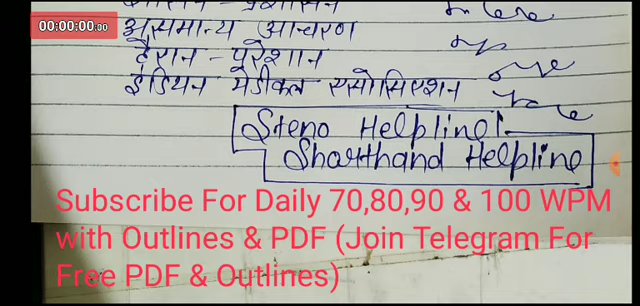 00:00:00:00
असमान्य आचरण
हैरान-परेशान
इंडियन मेडीकल एसोसिएशन
Steno Helpline!
Shorthand Helpline
Subscribe For Daily 70,80,90 & 100 WPM
with Outlines & PDF (Join Telegram For
Free PDF & Outlines)